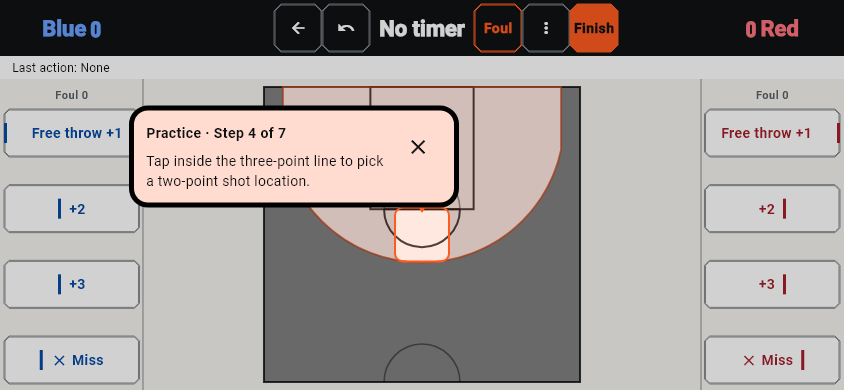 Blue 0
No timer
Foul
Finish
0 Red
Last action: None
Foul 0
Foul 0
Free throw +1
Practice · Step 4 of 7
Tap inside the three-point line to pick
a two-point shot location.
Free throw +1
+2
+2
+3
+3
Miss
Miss